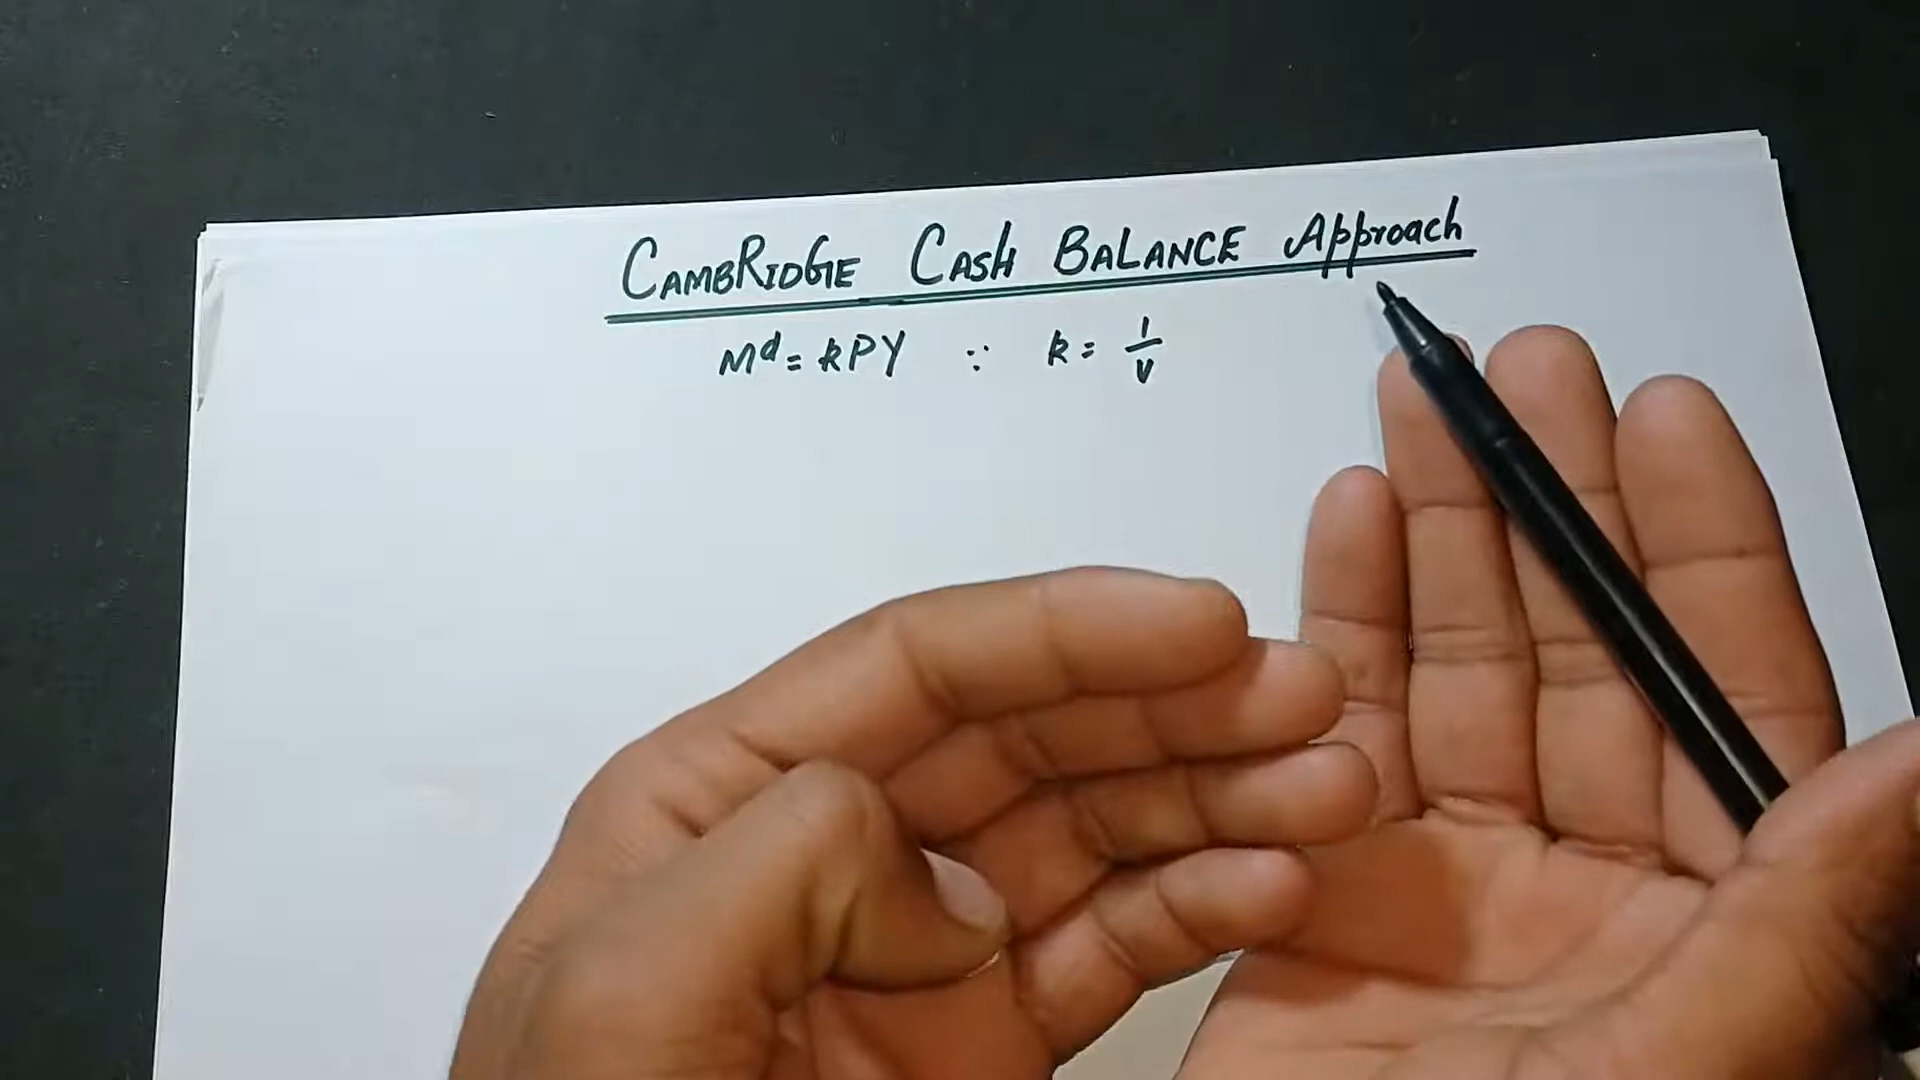 CAMBRIDGE CASH BALANCE Approach
Md = kPY ∵ k = 1/v